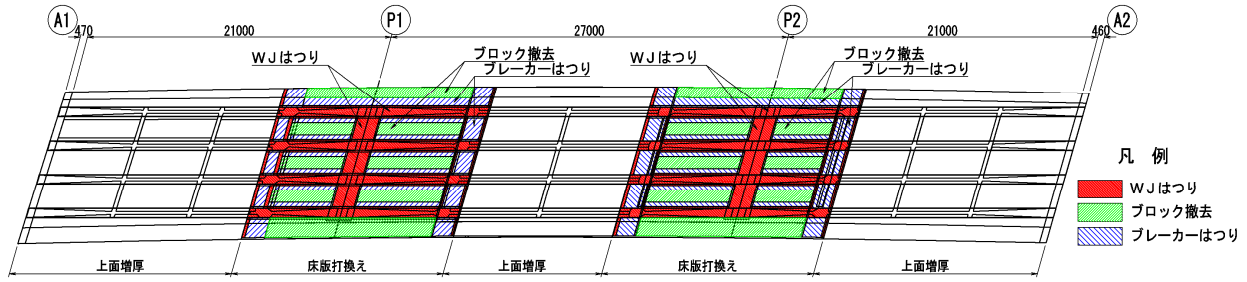 A1
P1
P2
A2
470
21000
27000
21000
460
WJはつり
ブロック撤去
ブレーカーはつり
WJはつり
ブロック撤去
ブレーカーはつり
凡 例
WJはつり
ブロック撤去
ブレーカーはつり
上面増厚
床版打換え
上面増厚
床版打換え
上面増厚